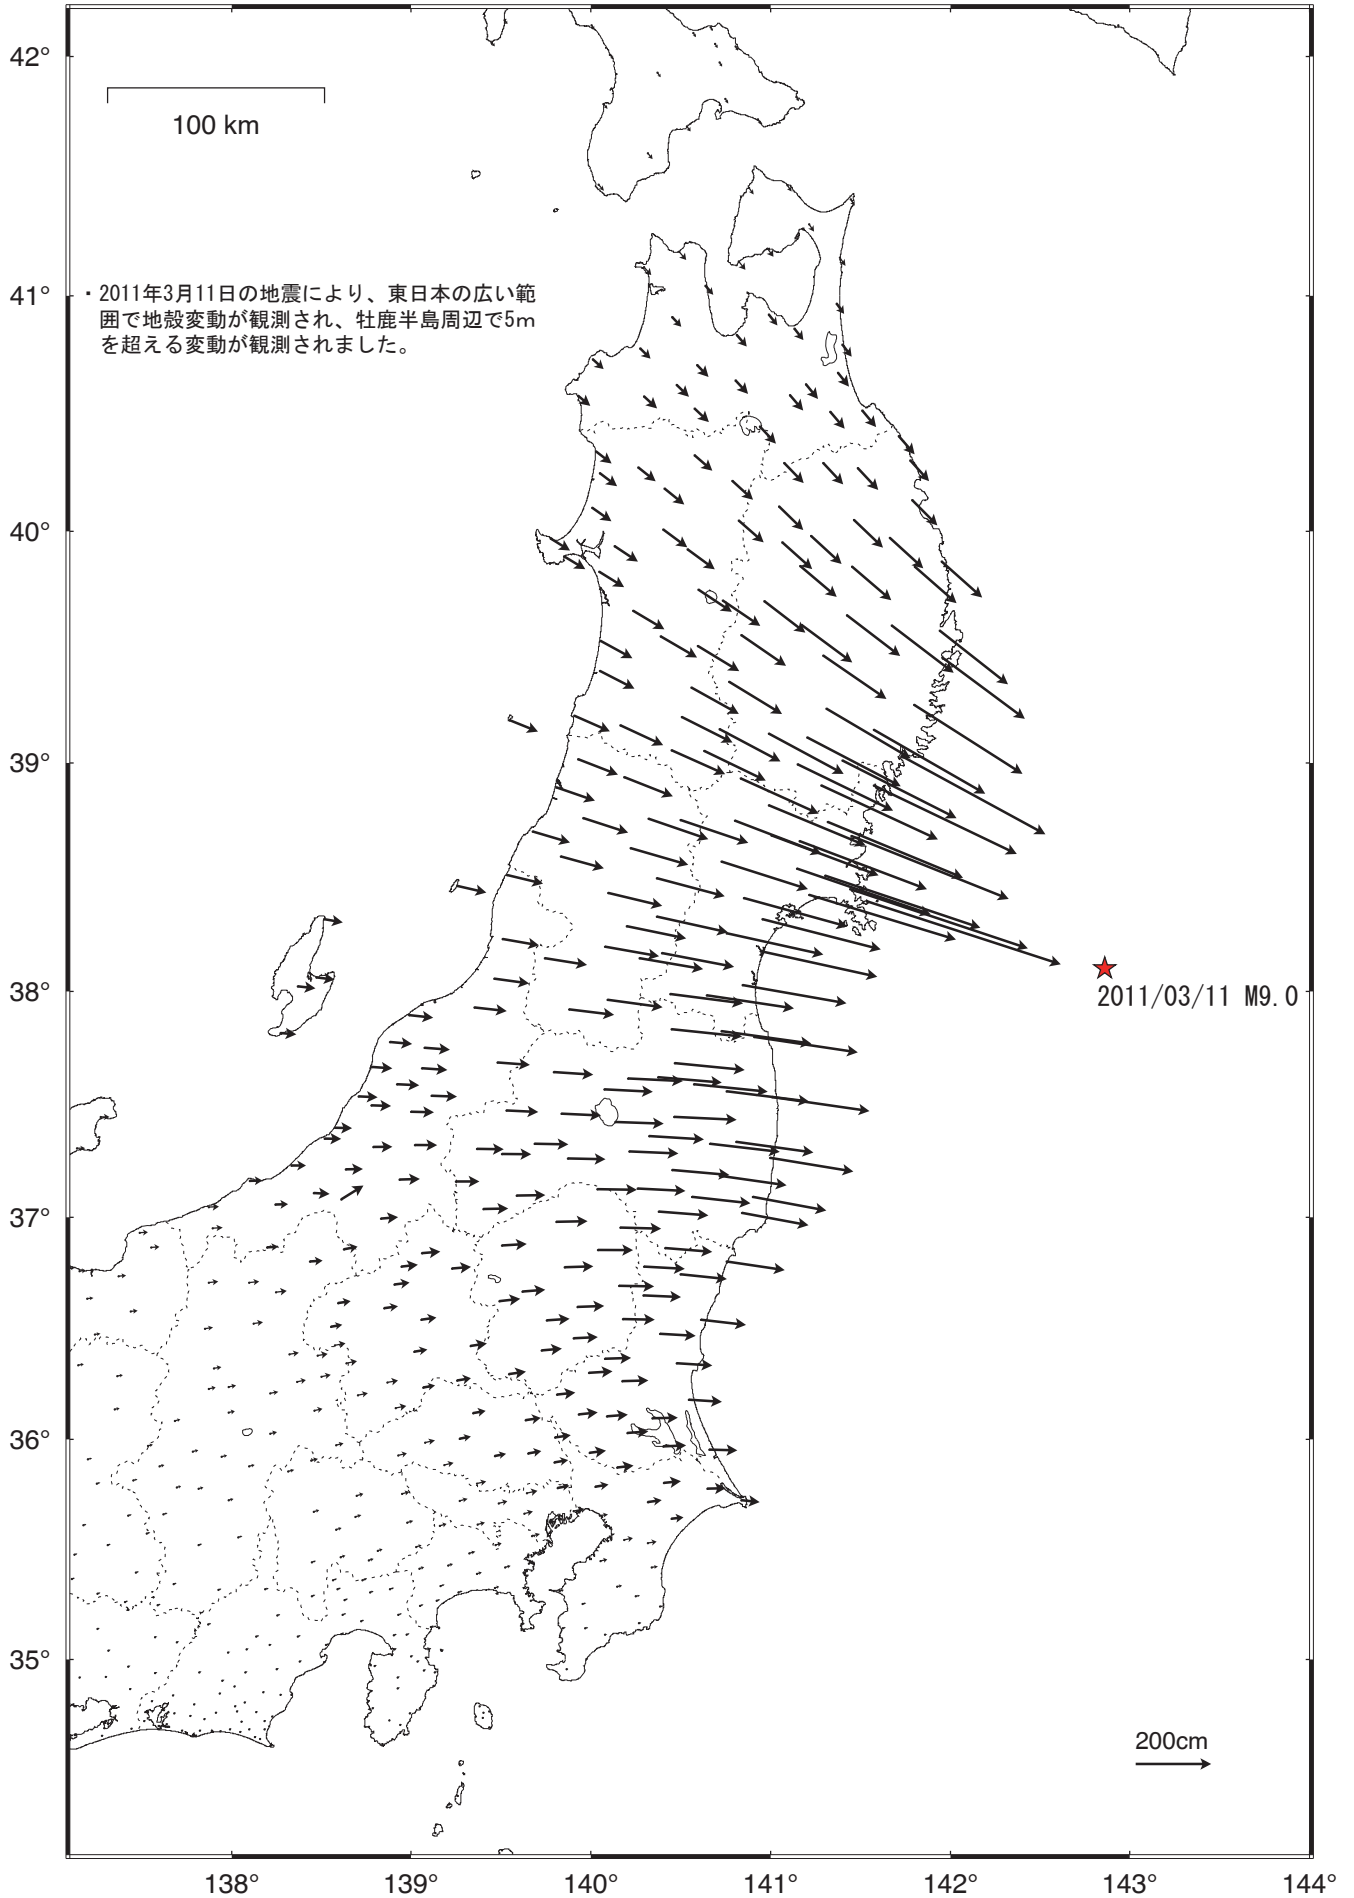 42°
100 km
41°
・2011年3月11日の地震により、東日本の広い範
囲で地殻変動が観測され、牡鹿半島周辺で5m
を超える変動が観測されました。
40°
39°
38°
2011/03/11 M9.0
37°
36°
35°
200cm
138°
139°
140°
141°
142°
143°
144°